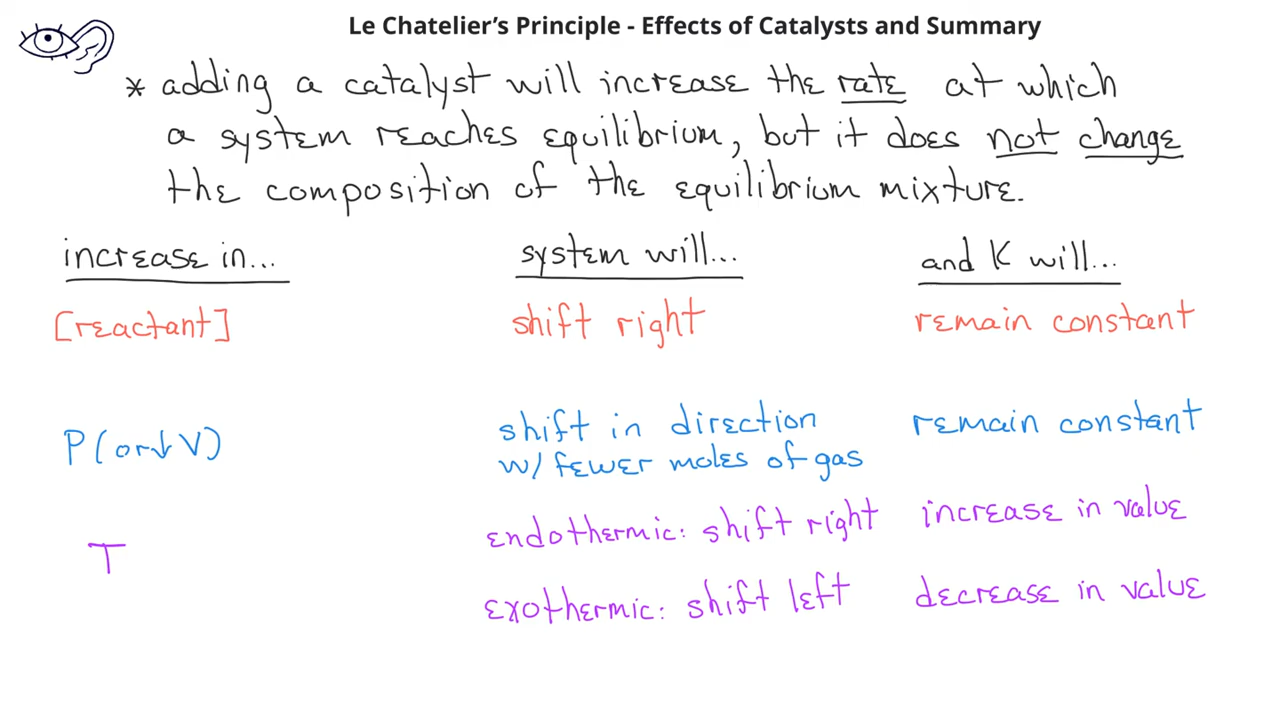 Le Chatelier's Principle - Effects of Catalysts and Summary
* adding a catalyst will increase the rate at which
a system reaches equilibrium, but it does not change
the composition of the equilibrium mixture.
increase in... system will... and K will...
[reactant] shift right remain constant
P (or ↓ V) shift in direction remain constant
w/ fewer moles of gas
T endothermic: shift right increase in value
exothermic: shift left decrease in value